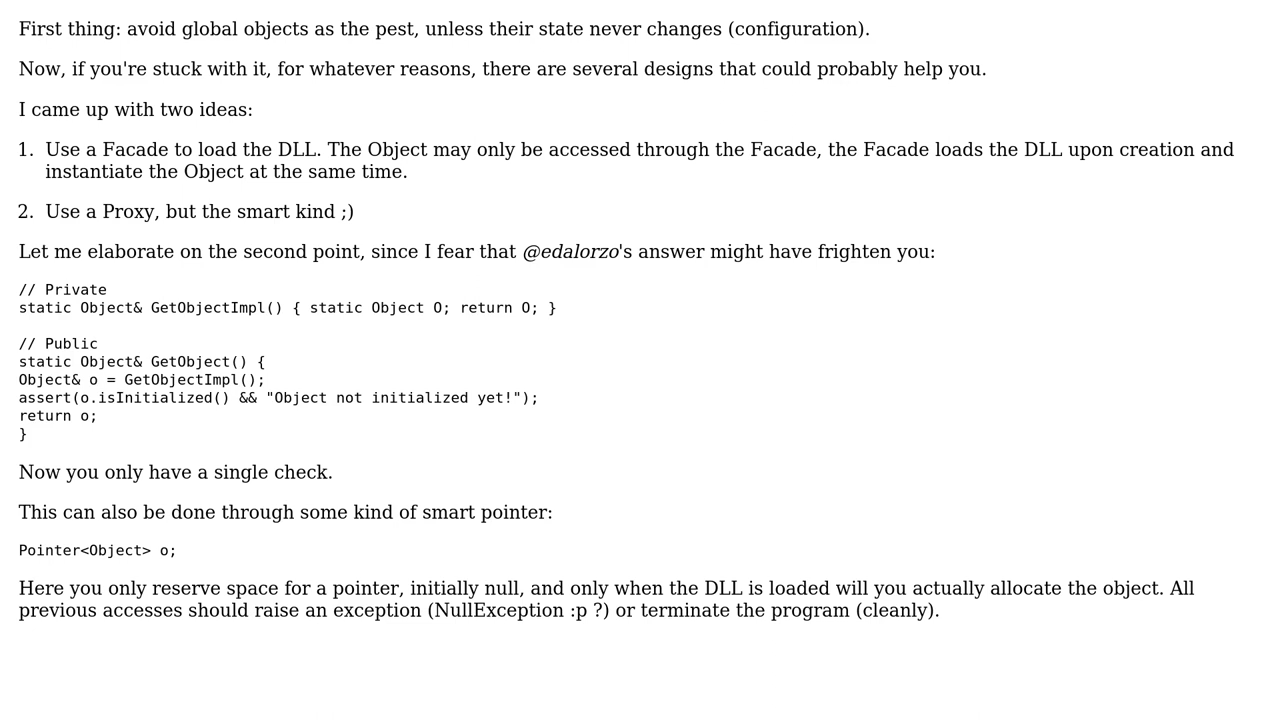 First thing: avoid global objects as the pest, unless their state never changes (configuration).
Now, if you're stuck with it, for whatever reasons, there are several designs that could probably help you.
I came up with two ideas:
1. Use a Facade to load the DLL. The Object may only be accessed through the Facade, the Facade loads the DLL upon creation and
instantiate the Object at the same time.
2. Use a Proxy, but the smart kind ;)
Let me elaborate on the second point, since I fear that @edalorzo's answer might have frighten you:
// Private
static Object& GetObjectImpl() { static Object O; return O; }
// Public
static Object& GetObject() {
Object& o = GetObjectImpl();
assert(o.isInitialized() && "Object not initialized yet!");
return o;
}
Now you only have a single check.
This can also be done through some kind of smart pointer:
Pointer<Object> o;
Here you only reserve space for a pointer, initially null, and only when the DLL is loaded will you actually allocate the object. All
previous accesses should raise an exception (NullException :p ?) or terminate the program (cleanly).